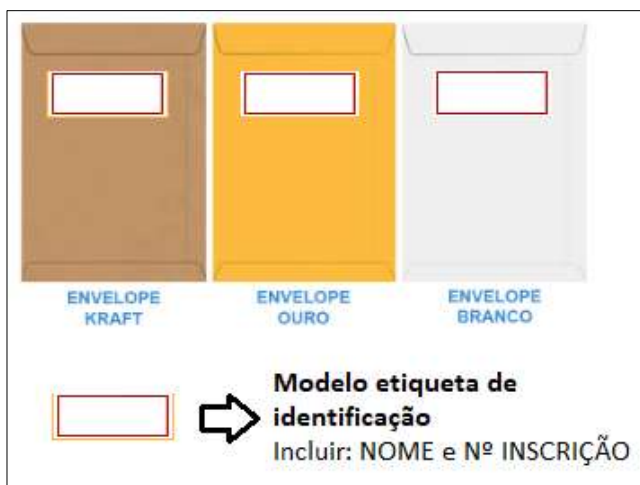 ENVELOPE
KRAFT
ENVELOPE
OURO
ENVELOPE
BRANCO
Modelo etiqueta de
identificação
Incluir: NOME e Nº INSCRIÇÃO